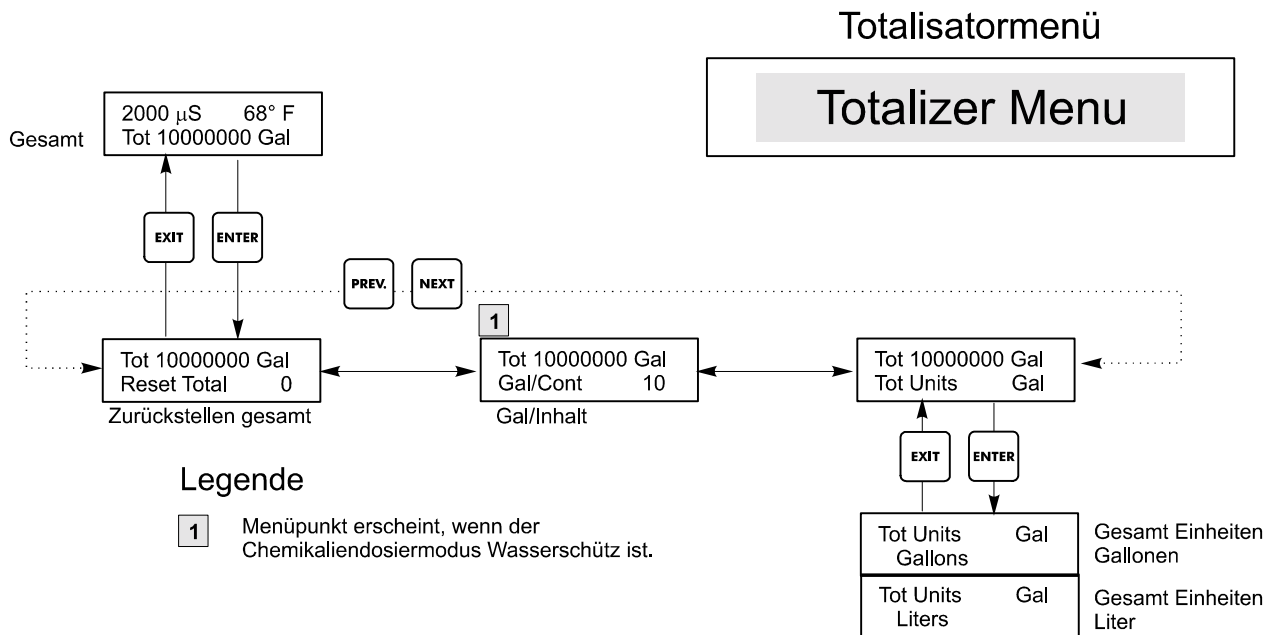 Totalisatormenü
Totalizer Menu
2000 µS 68° F
Tot 10000000 Gal
Gesamt
EXIT
ENTER
PREV.
NEXT
1
Tot 10000000 Gal
Reset Total 0
Zurückstellen gesamt
Tot 10000000 Gal
Gal/Cont 10
Gal/Inhalt
Tot 10000000 Gal
Tot Units Gal
EXIT
ENTER
Legende
1 Menüpunkt erscheint, wenn der
Chemikaliendosiermodus Wasserschütz ist.
Tot Units Gal
Gallons
Gesamt Einheiten
Gallonen
Tot Units Gal
Liters
Gesamt Einheiten
Liter